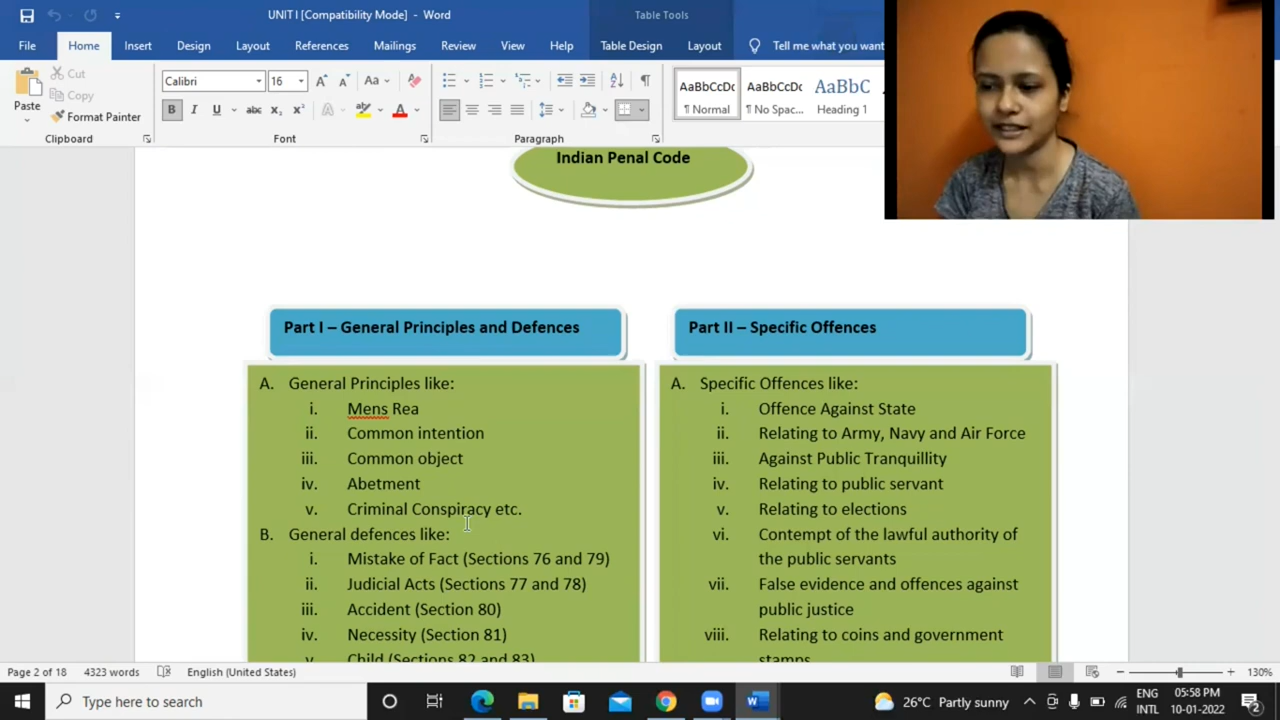 UNIT I [Compatibility Mode] - Word
Table Tools
File Home Insert Design Layout References Mailings Review View Help Table Design Layout Tell me what you want
Cut
Copy
Paste
Format Painter
Clipboard
Calibri 16
Font
Paragraph
AaBbCcDc AaBbCcDc AaBbC
¶ Normal ¶ No Spac... Heading 1
Indian Penal Code
Part I – General Principles and Defences
A. General Principles like:
i. Mens Rea
ii. Common intention
iii. Common object
iv. Abetment
v. Criminal Conspiracy etc.
B. General defences like:
i. Mistake of Fact (Sections 76 and 79)
ii. Judicial Acts (Sections 77 and 78)
iii. Accident (Section 80)
iv. Necessity (Section 81)
v. Child (Sections 82 and 83)
Part II – Specific Offences
A. Specific Offences like:
i. Offence Against State
ii. Relating to Army, Navy and Air Force
iii. Against Public Tranquillity
iv. Relating to public servant
v. Relating to elections
vi. Contempt of the lawful authority of
the public servants
vii. False evidence and offences against
public justice
viii. Relating to coins and government
stamps
Page 2 of 18 4323 words English (United States) 130%
Type here to search
26°C Partly sunny
ENG
INTL
05:58 PM
10-01-2022
2